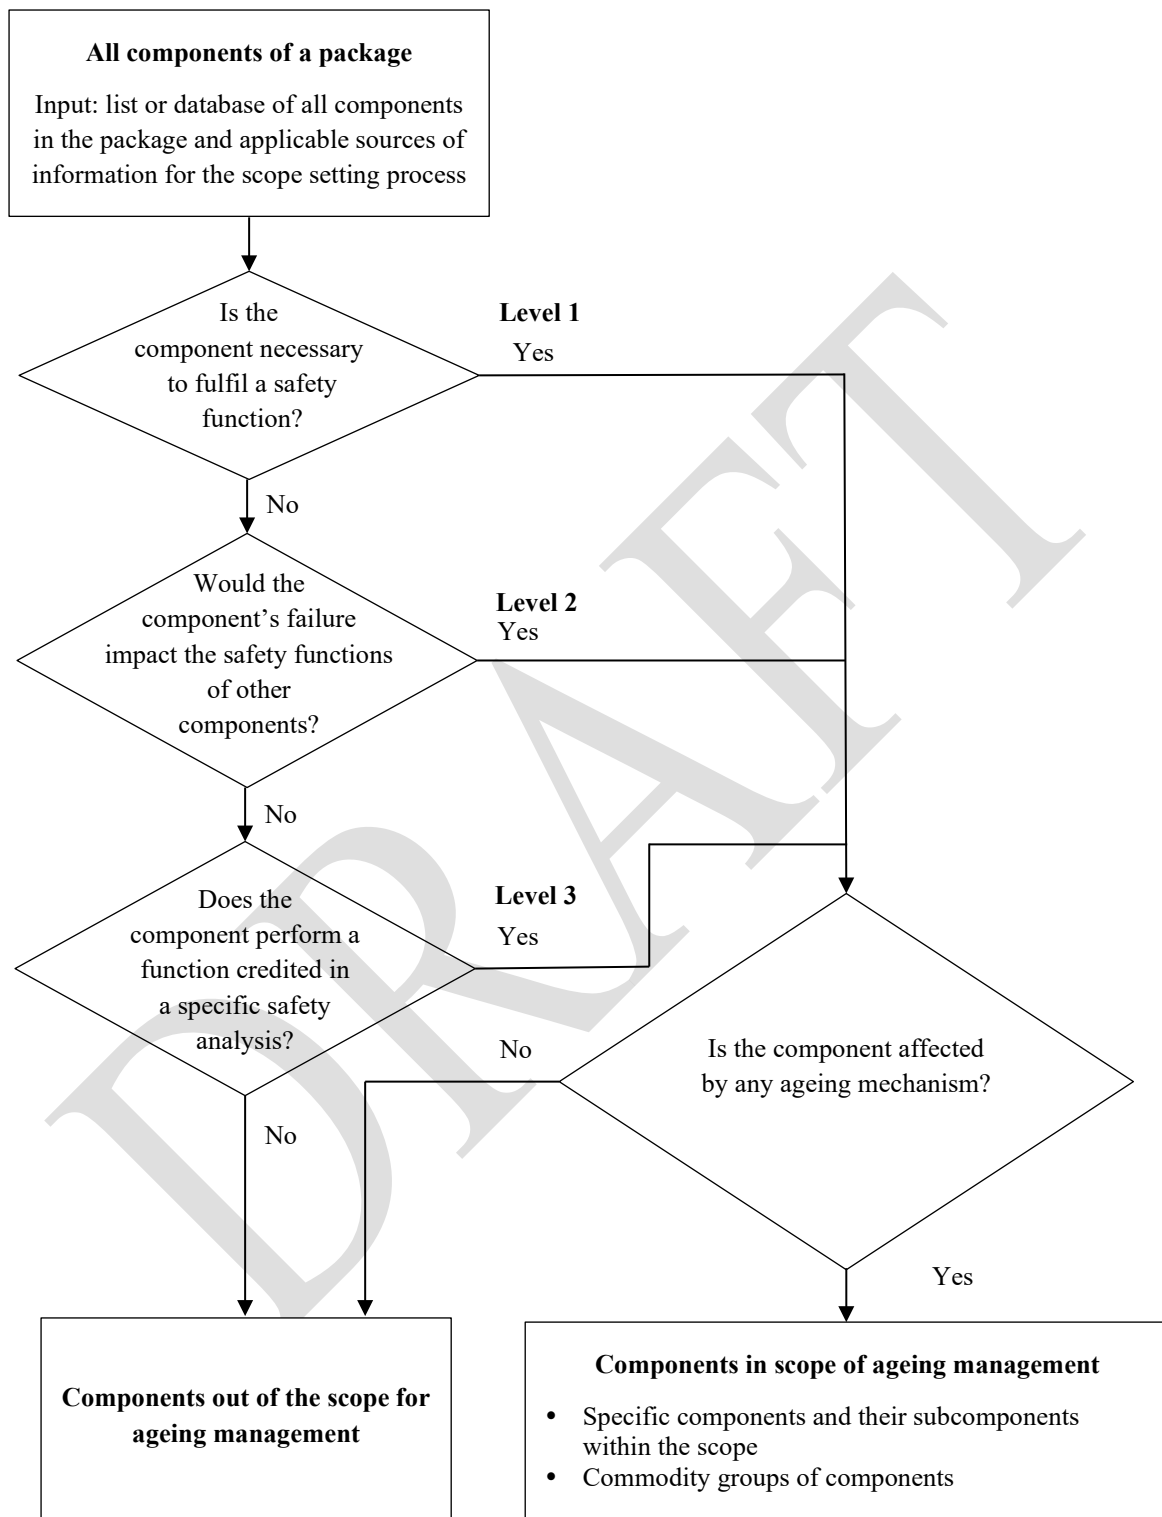 All components of a package
Input: list or database of all components
in the package and applicable sources of
information for the scope setting process
Is the
component necessary
to fulfil a safety
function?
Level 1
Yes
No
Would the
component’s failure
impact the safety functions
of other
components?
Level 2
Yes
No
Does the
component perform a
function credited in
a specific safety
analysis?
Level 3
Yes
No
No
Is the component affected
by any ageing mechanism?
Yes
Components out of the scope for
ageing management
Components in scope of ageing management
• Specific components and their subcomponents
within the scope
• Commodity groups of components
DRAFT